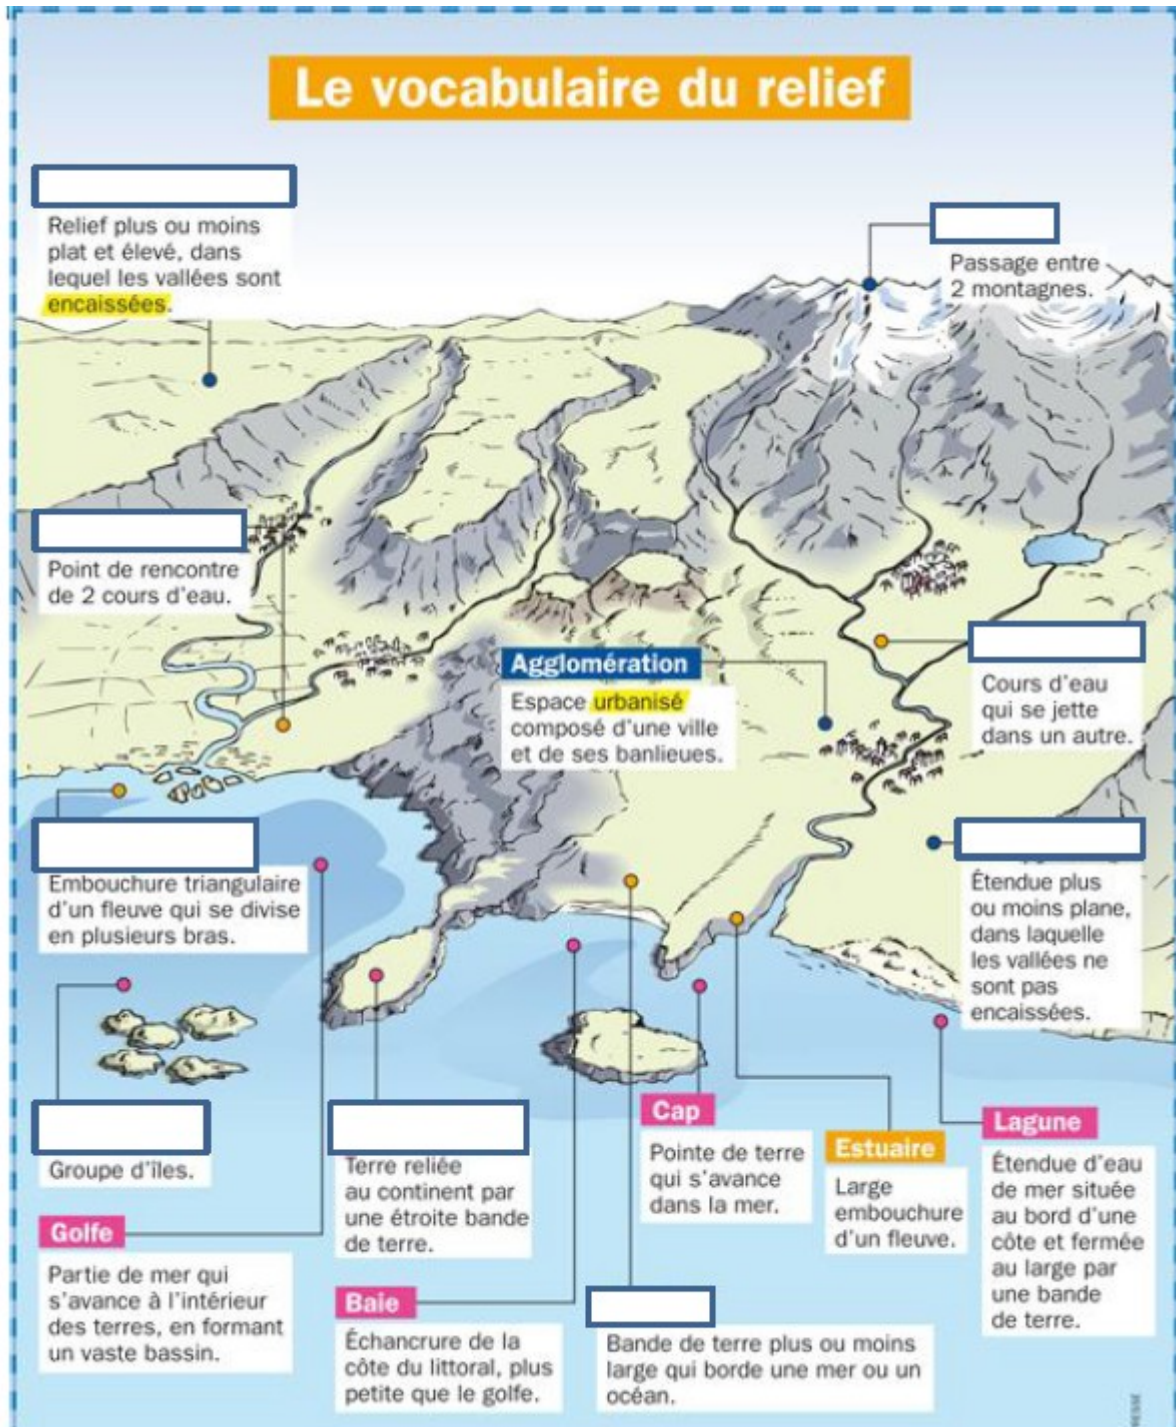 Le vocabulaire du relief
Relief plus ou moins
plat et élevé, dans
lequel les vallées sont
encaissées.
Passage entre
2 montagnes.
Point de rencontre
de 2 cours d'eau.
Agglomération
Espace urbanisé
composé d'une ville
et de ses banlieues.
Cours d'eau
qui se jette
dans un autre.
Embouchure triangulaire
d'un fleuve qui se divise
en plusieurs bras.
Étendue plus
ou moins plane,
dans laquelle
les vallées ne
sont pas
encaissées.
Groupe d'îles.
Terre reliée
au continent par
une étroite bande
de terre.
Cap
Pointe de terre
qui s'avance
dans la mer.
Estuaire
Large
embouchure
d'un fleuve.
Lagune
Étendue d'eau
de mer située
au bord d'une
côte et fermée
au large par
une bande
de terre.
Golfe
Partie de mer qui
s'avance à l'intérieur
des terres, en formant
un vaste bassin.
Baie
Échancrure de la
côte du littoral, plus
petite que le golfe.
Bande de terre plus ou moins
large qui borde une mer ou un
océan.